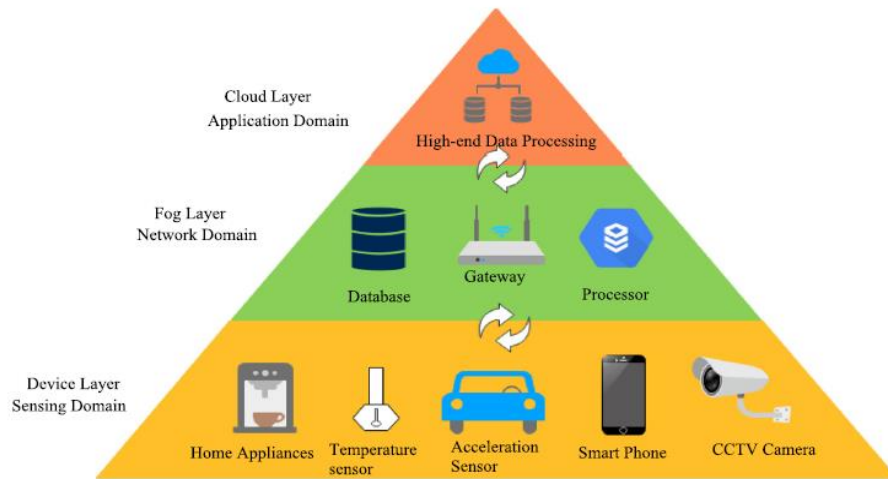 Cloud Layer
Application Domain
High-end Data Processing
Fog Layer
Network Domain
Database
Gateway
Processor
Device Layer
Sensing Domain
Home Appliances
Temperature
sensor
Acceleration
Sensor
Smart Phone
CCTV Camera